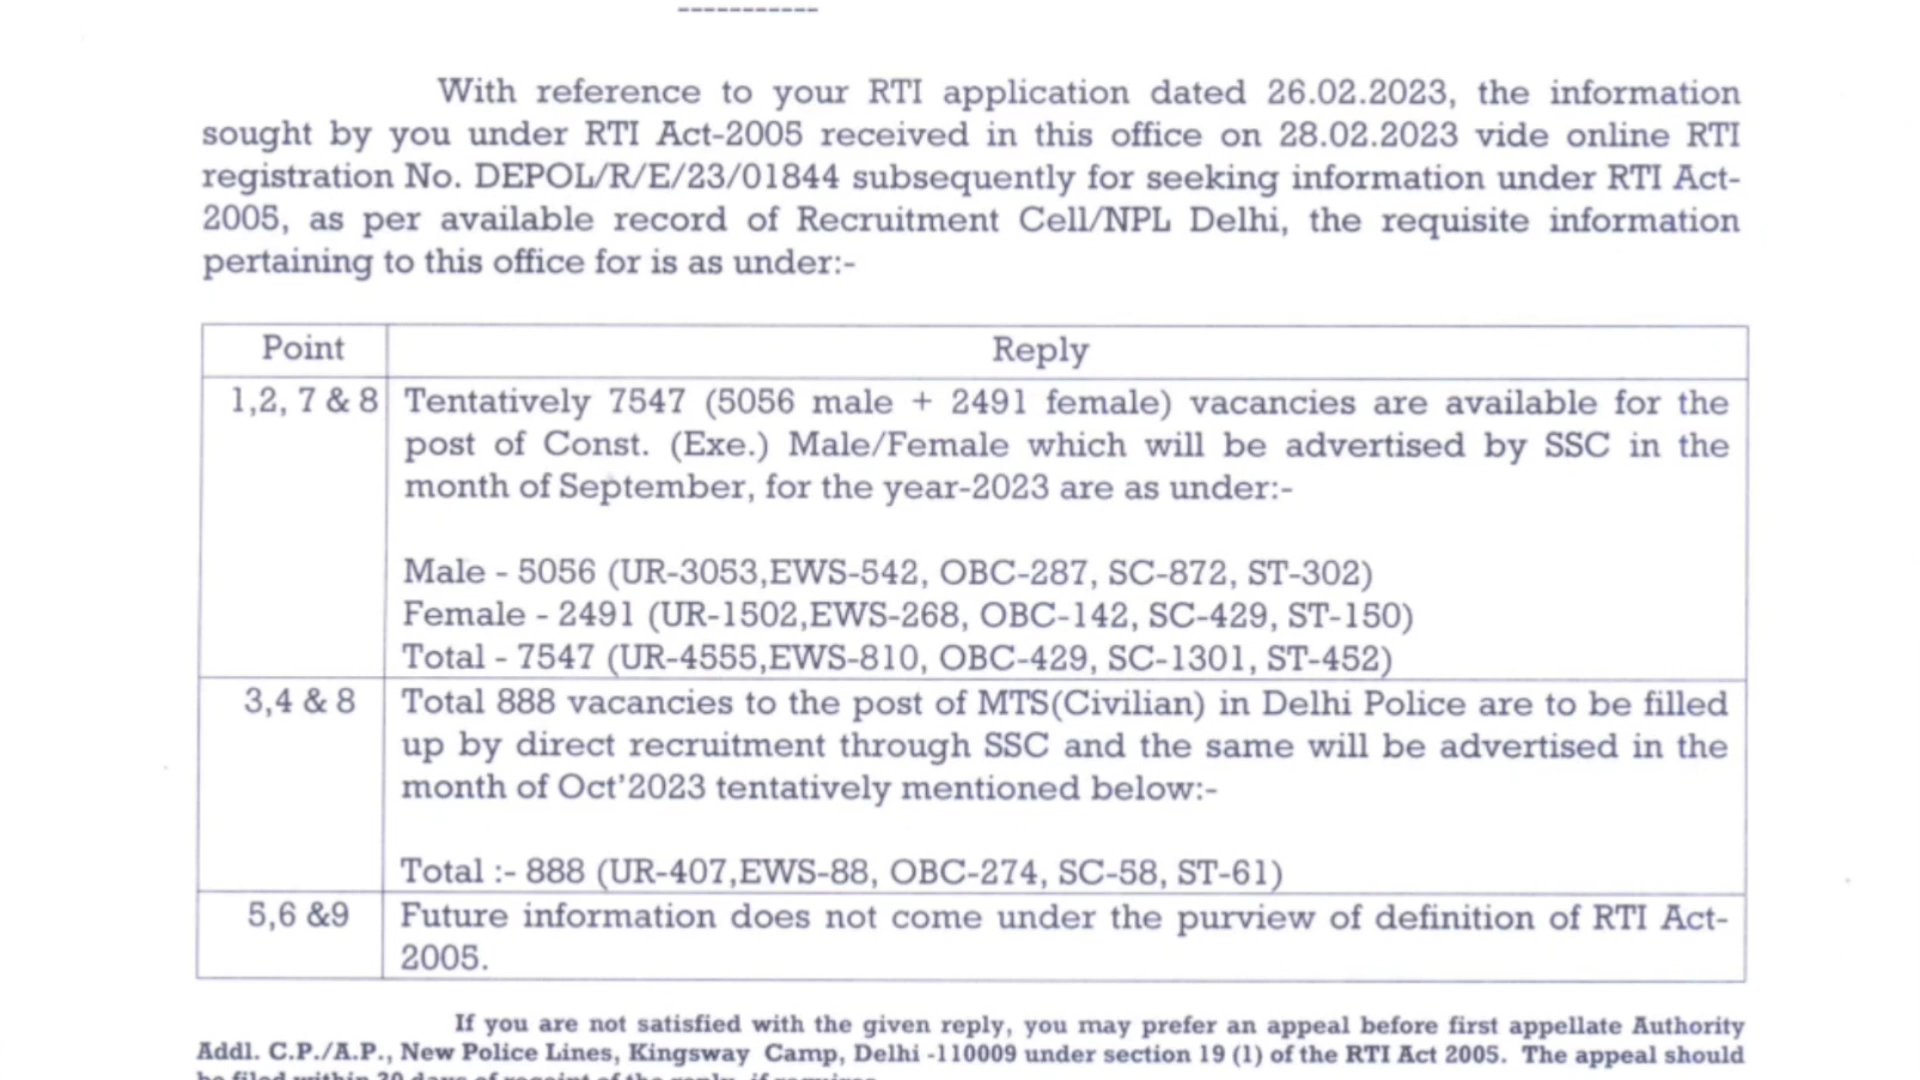 -----------
With reference to your RTI application dated 26.02.2023, the information
sought by you under RTI Act-2005 received in this office on 28.02.2023 vide online RTI
registration No. DEPOL/R/E/23/01844 subsequently for seeking information under RTI Act-
2005, as per available record of Recruitment Cell/NPL Delhi, the requisite information
pertaining to this office for is as under:-
Point Reply
1,2, 7 & 8 Tentatively 7547 (5056 male + 2491 female) vacancies are available for the
post of Const. (Exe.) Male/Female which will be advertised by SSC in the
month of September, for the year-2023 are as under:-
Male - 5056 (UR-3053,EWS-542, OBC-287, SC-872, ST-302)
Female - 2491 (UR-1502,EWS-268, OBC-142, SC-429, ST-150)
Total - 7547 (UR-4555,EWS-810, OBC-429, SC-1301, ST-452)
3,4 & 8 Total 888 vacancies to the post of MTS(Civilian) in Delhi Police are to be filled
up by direct recruitment through SSC and the same will be advertised in the
month of Oct'2023 tentatively mentioned below:-
Total :- 888 (UR-407,EWS-88, OBC-274, SC-58, ST-61)
5,6 &9 Future information does not come under the purview of definition of RTI Act-
2005.
If you are not satisfied with the given reply, you may prefer an appeal before first appellate Authority
Addl. C.P./A.P., New Police Lines, Kingsway Camp, Delhi -110009 under section 19 (1) of the RTI Act 2005. The appeal should
be filed within 30 days of receipt of the reply, if